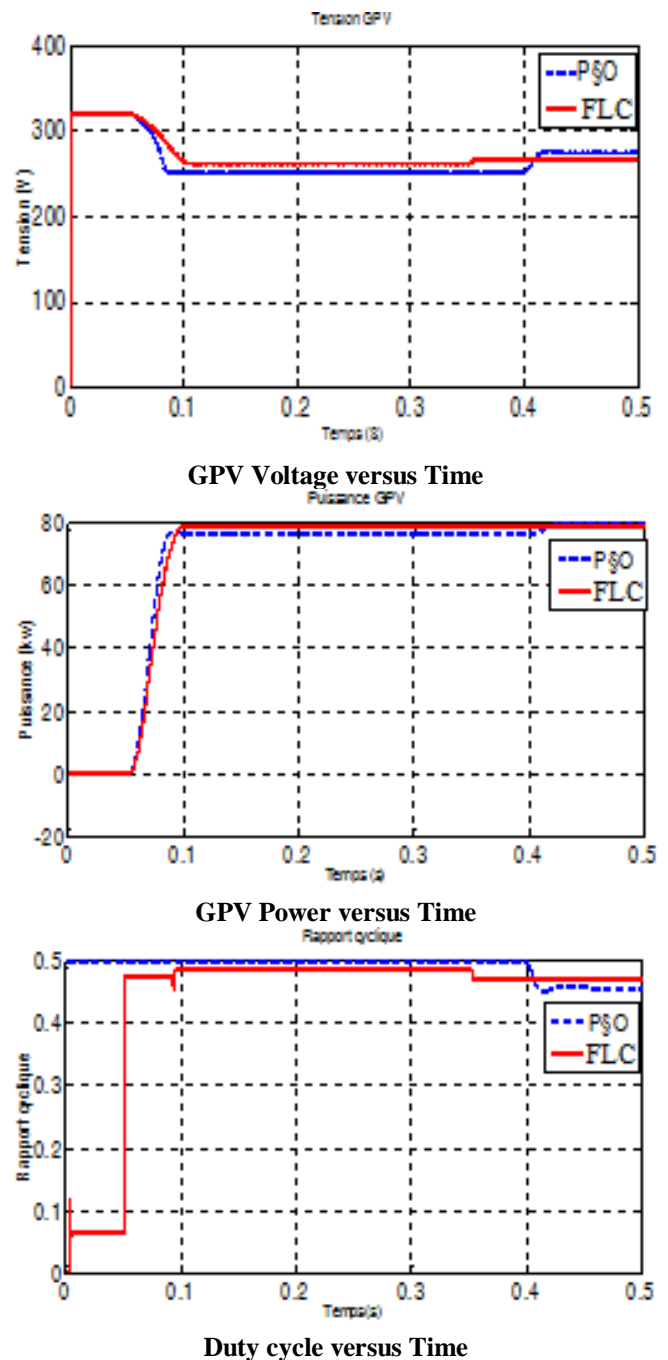 Tension GPV
400
300
200
100
0
Tension (V)
P§O
FLC
0 0.1 0.2 0.3 0.4 0.5
Temps (S)
GPV Voltage versus Time
Puissance GPV
80
60
40
20
0
-20
Puissance (kw)
P§O
FLC
0 0.1 0.2 0.3 0.4 0.5
Temps (s)
GPV Power versus Time
Rapport cyclique
0.5
0.4
0.3
0.2
0.1
0
Rapport cyclique
P§O
FLC
0 0.1 0.2 0.3 0.4 0.5
Temps(s)
Duty cycle versus Time